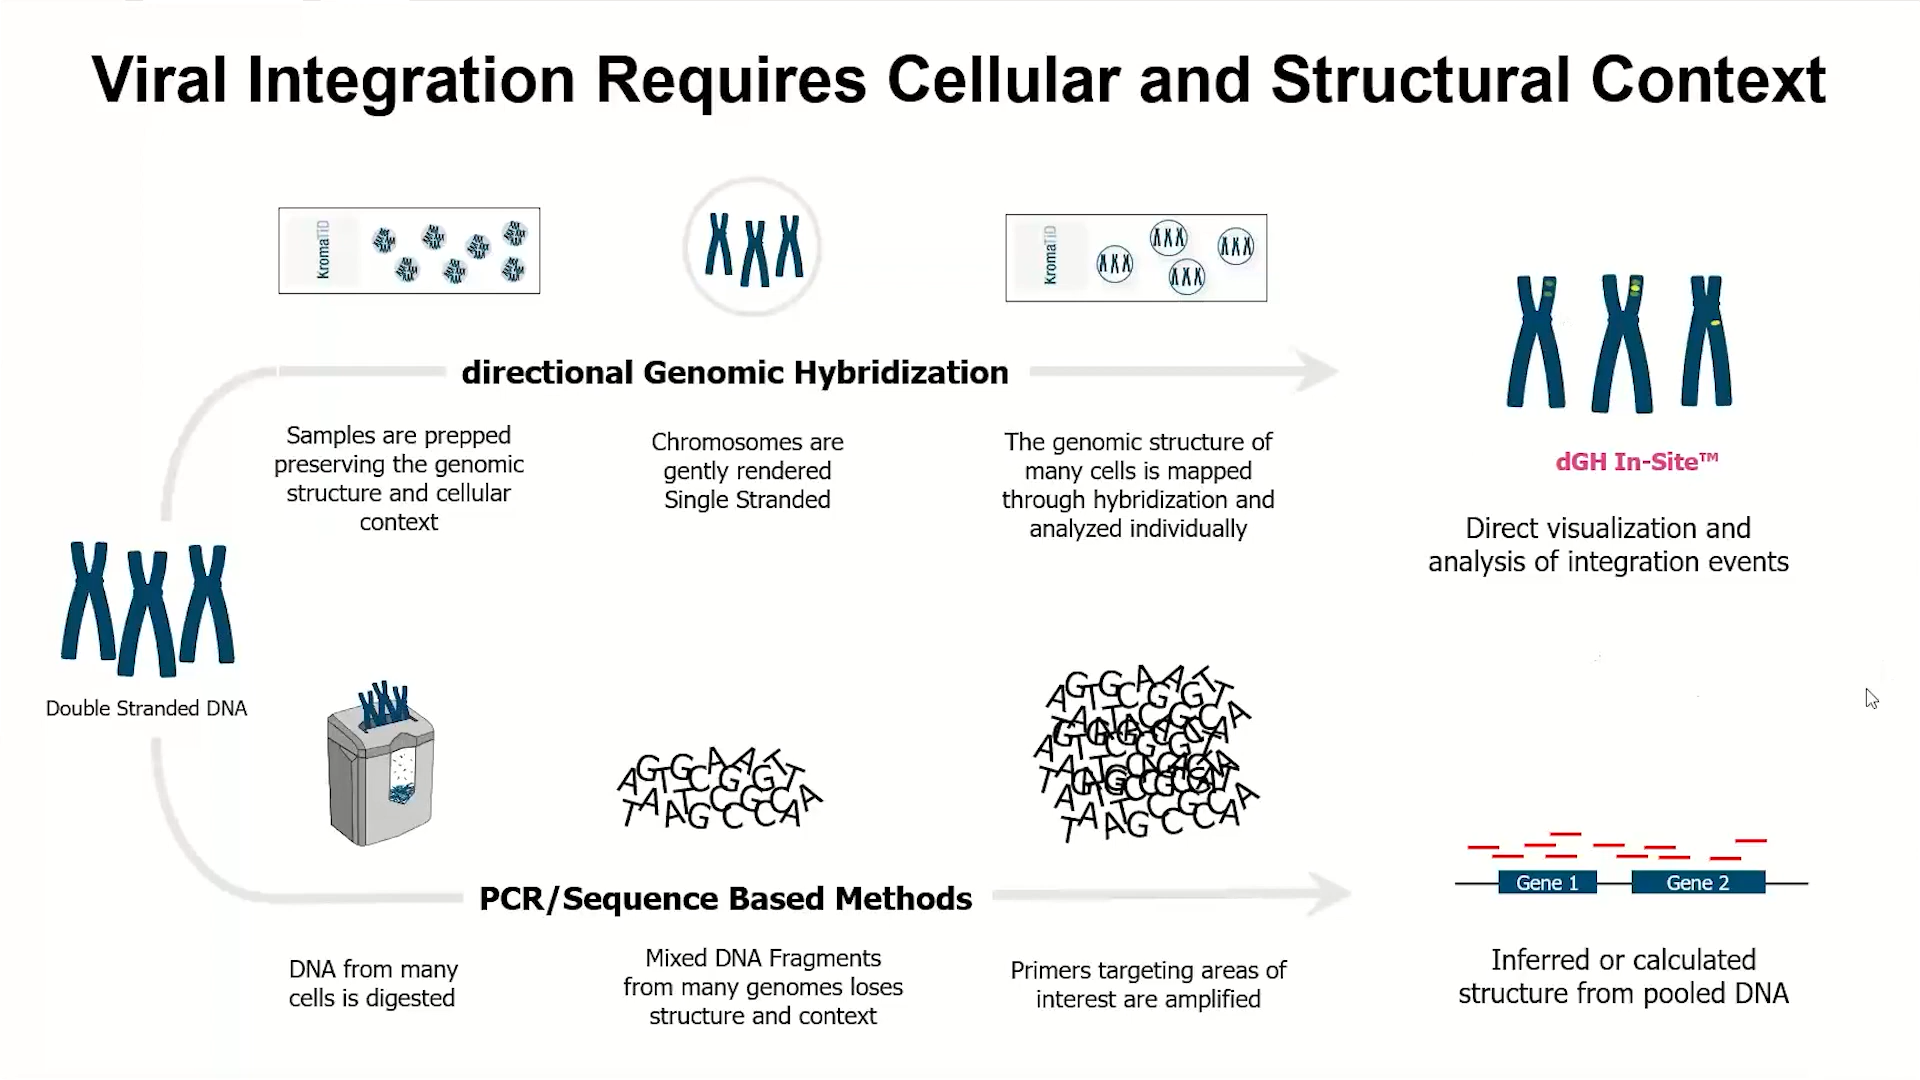 Viral Integration Requires Cellular and Structural Context
KromaTiD
KromaTiD
directional Genomic Hybridization
Samples are prepped
preserving the genomic
structure and cellular
context
Chromosomes are
gently rendered
Single Stranded
The genomic structure of
many cells is mapped
through hybridization and
analyzed individually
dGH In-Site™
Direct visualization and
analysis of integration events
Double Stranded DNA
PCR/Sequence Based Methods
DNA from many
cells is digested
Mixed DNA Fragments
from many genomes loses
structure and context
Primers targeting areas of
interest are amplified
Gene 1
Gene 2
Inferred or calculated
structure from pooled DNA